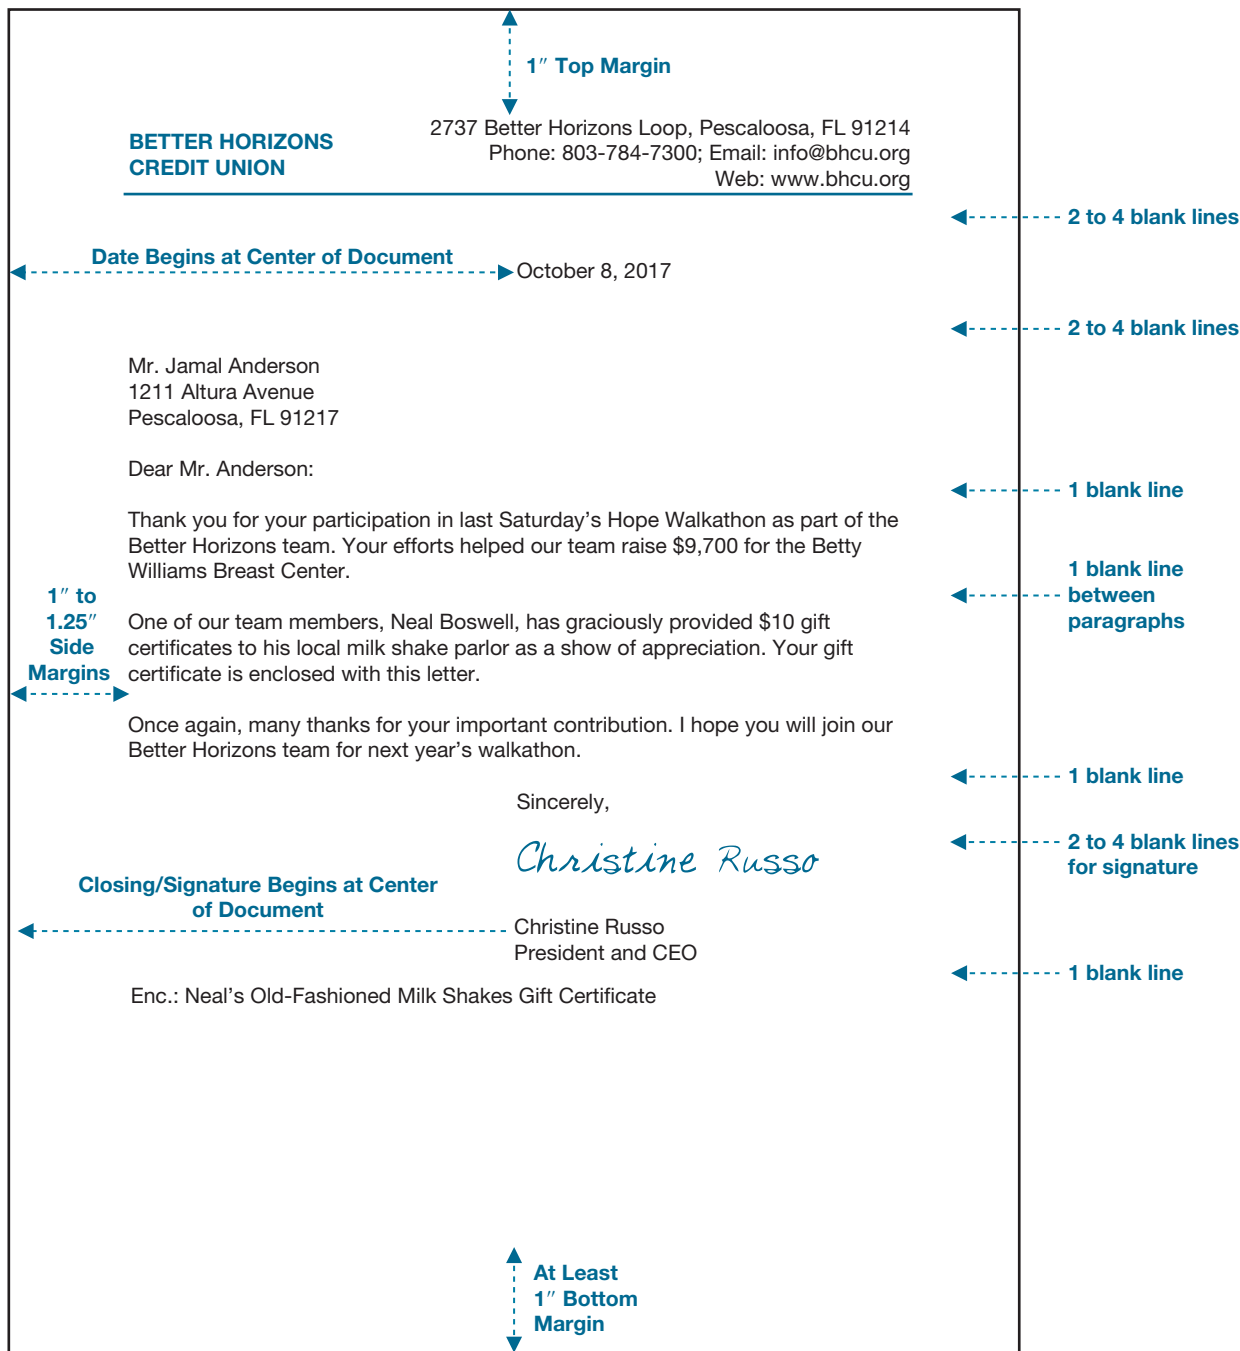 1″ Top Margin
BETTER HORIZONS
CREDIT UNION
2737 Better Horizons Loop, Pescaloosa, FL 91214
Phone: 803-784-7300; Email: info@bhcu.org
Web: www.bhcu.org
2 to 4 blank lines
Date Begins at Center of Document
October 8, 2017
2 to 4 blank lines
Mr. Jamal Anderson
1211 Altura Avenue
Pescaloosa, FL 91217
Dear Mr. Anderson:
1 blank line
Thank you for your participation in last Saturday’s Hope Walkathon as part of the
Better Horizons team. Your efforts helped our team raise $9,700 for the Betty
Williams Breast Center.
1 blank line
between
paragraphs
1″ to
1.25″
Side
Margins
One of our team members, Neal Boswell, has graciously provided $10 gift
certificates to his local milk shake parlor as a show of appreciation. Your gift
certificate is enclosed with this letter.
Once again, many thanks for your important contribution. I hope you will join our
Better Horizons team for next year’s walkathon.
1 blank line
Sincerely,
Christine Russo
2 to 4 blank lines
for signature
Closing/Signature Begins at Center
of Document
Christine Russo
President and CEO
1 blank line
Enc.: Neal’s Old-Fashioned Milk Shakes Gift Certificate
At Least
1″ Bottom
Margin